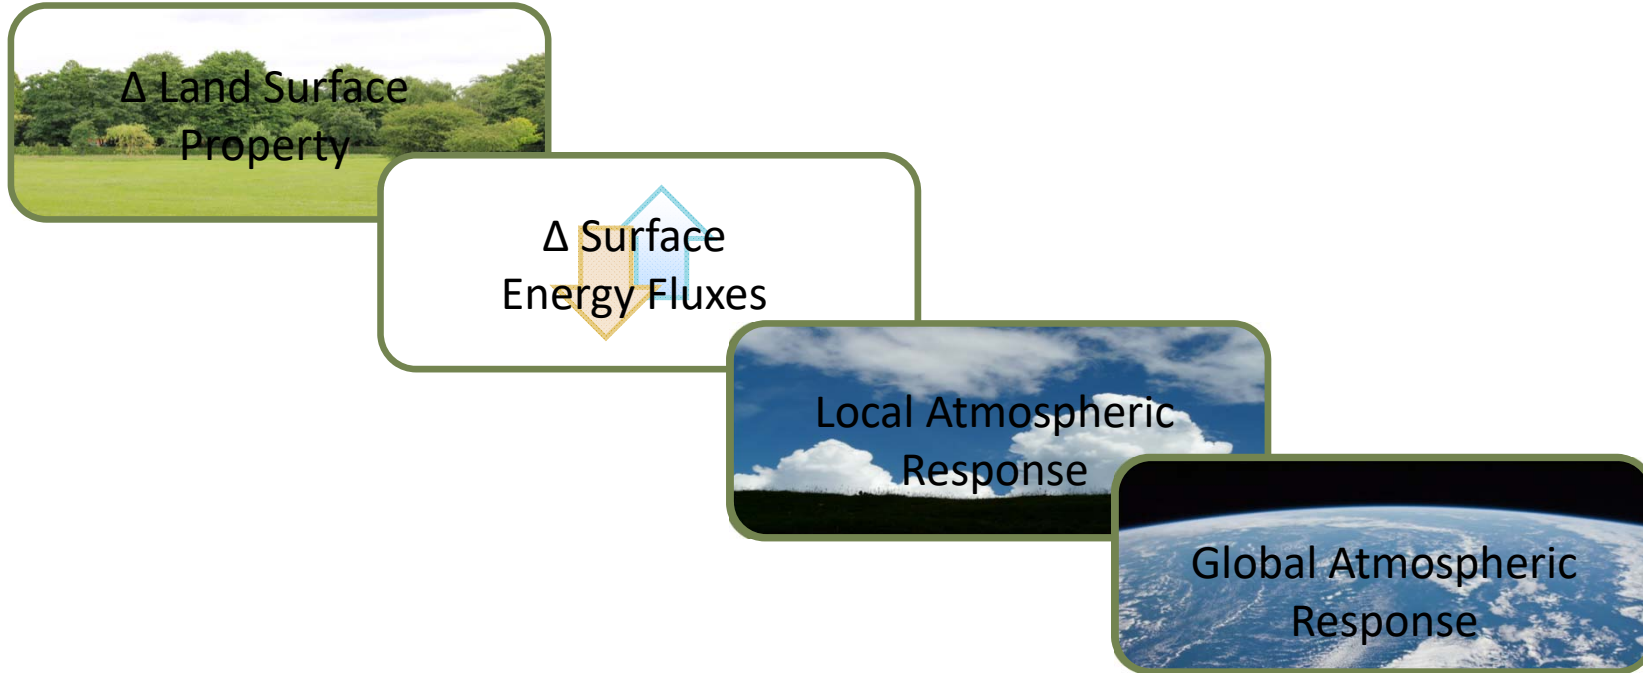 Δ Land Surface
Property
Δ Surface
Energy Fluxes
Local Atmospheric
Response
Global Atmospheric
Response